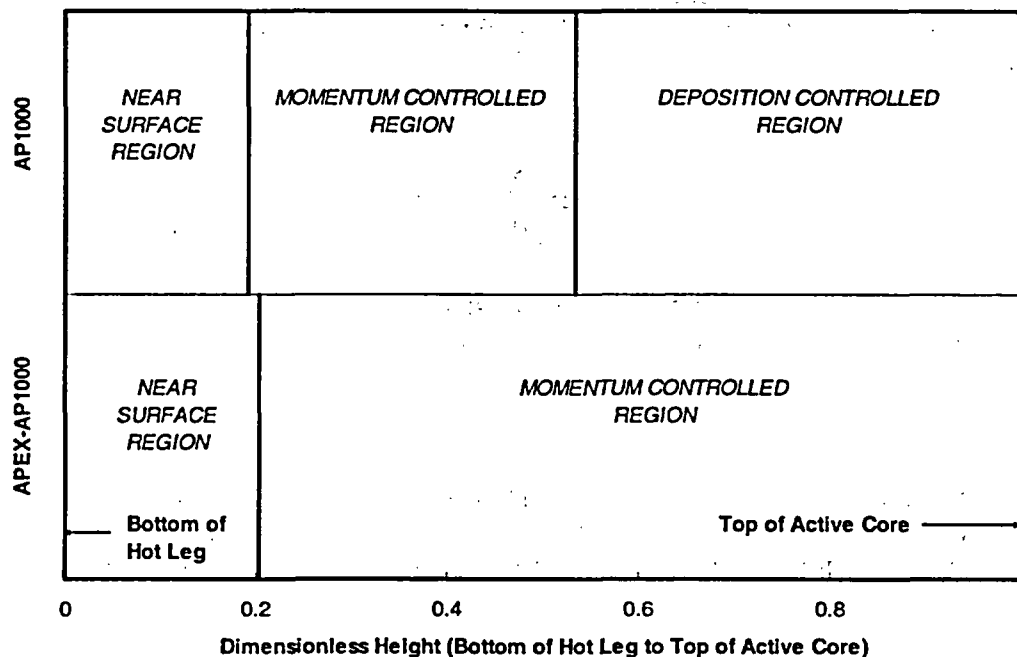 AP1000
NEAR
SURFACE
REGION
MOMENTUM CONTROLLED
REGION
DEPOSITION CONTROLLED
REGION
APEX-AP1000
NEAR
SURFACE
REGION
MOMENTUM CONTROLLED
REGION
Bottom of
Hot Leg
Top of Active Core
0
0.2
0.4
0.6
0.8
Dimensionless Height (Bottom of Hot Leg to Top of Active Core)